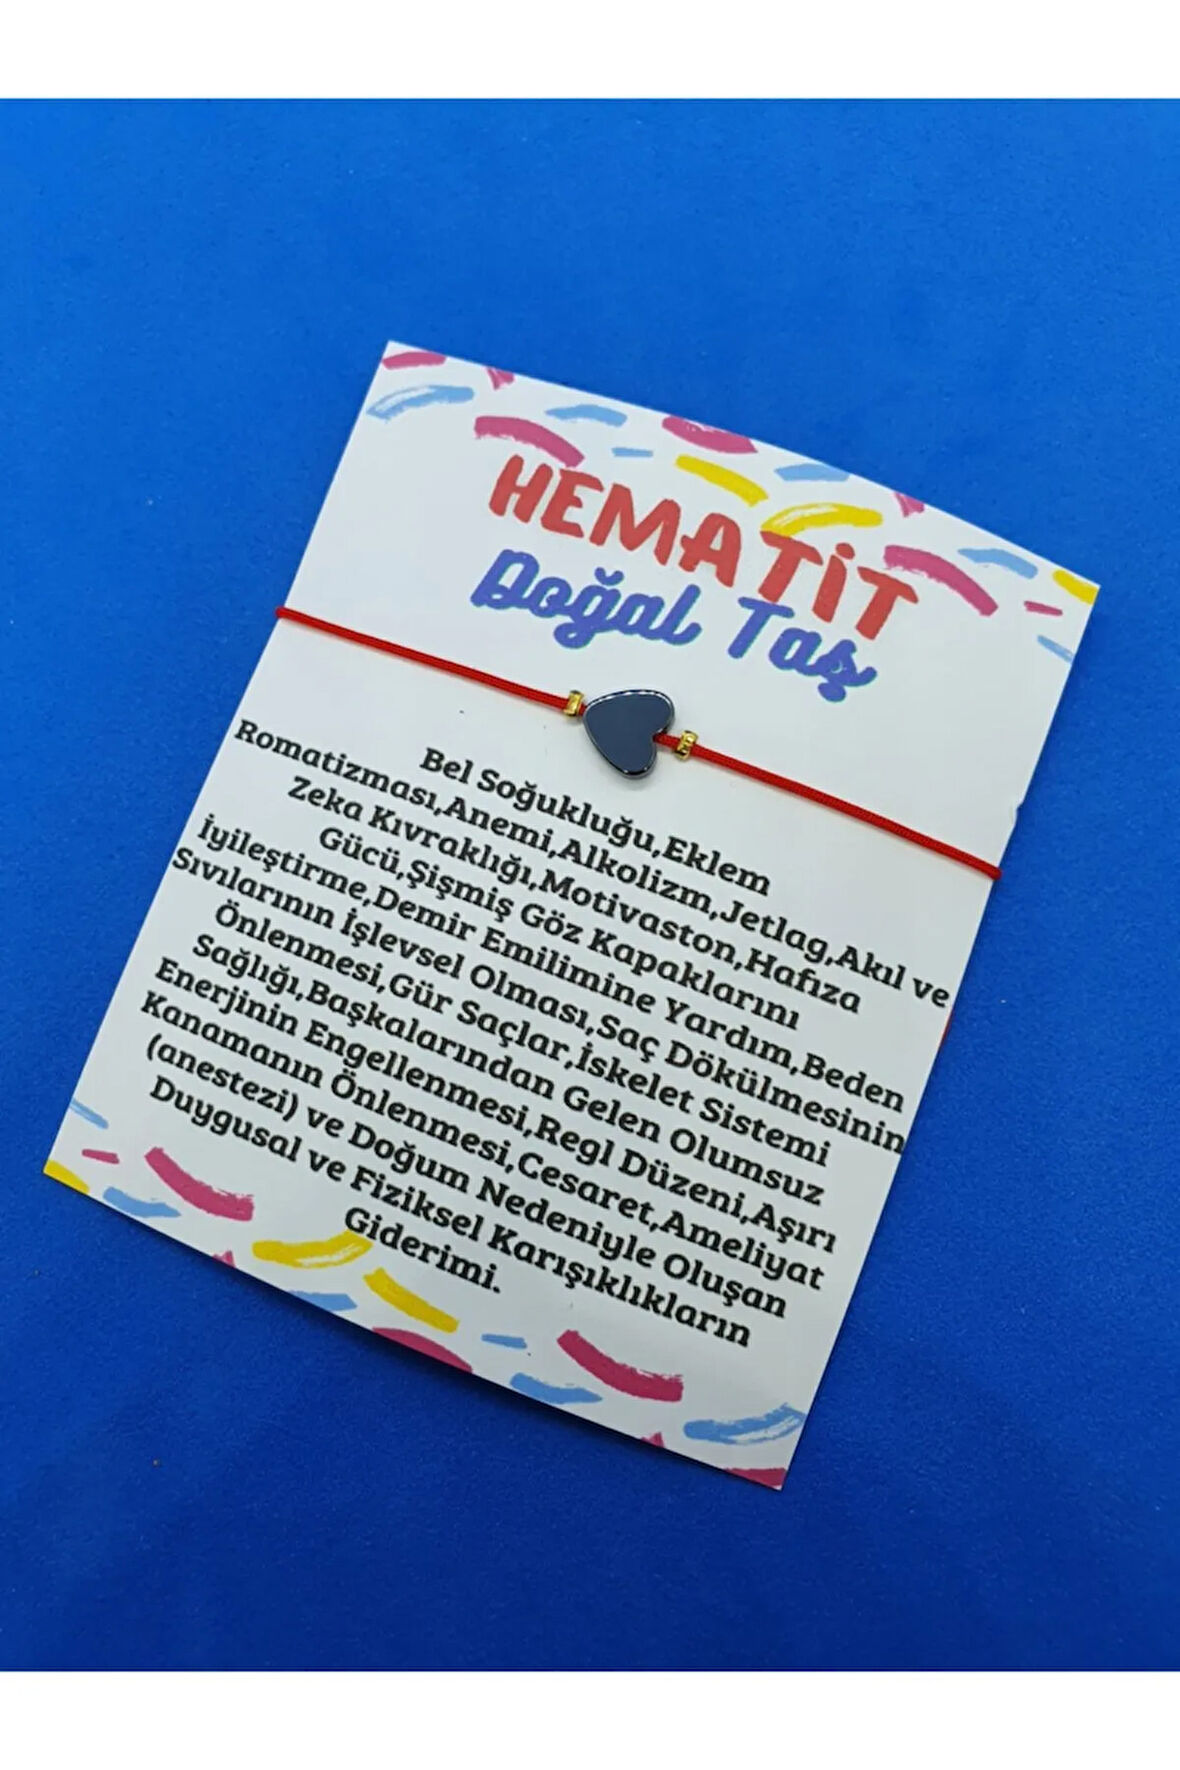 HEMATİT
Doğal Taş
Bel Soğukluğu,Eklem
Romatizması,Anemi,Alkolizm,Jetlag,Akıl ve
Zeka Kıvraklığı,Motivaston,Hafıza
Gücü,Şişmiş Göz Kapaklarını
İyileştirme,Demir Emilimine Yardım,Beden
Sıvılarının İşlevsel Olması,Saç Dökülmesinin
Önlenmesi,Gür Saçlar,İskelet Sistemi
Sağlığı,Başkalarından Gelen Olumsuz
Enerjinin Engellenmesi,Regl Düzeni,Aşırı
Kanamanın Önlenmesi,Cesaret,Ameliyat
(anestezi) ve Doğum Nedeniyle Oluşan
Duygusal ve Fiziksel Karışıklıkların
Giderimi.